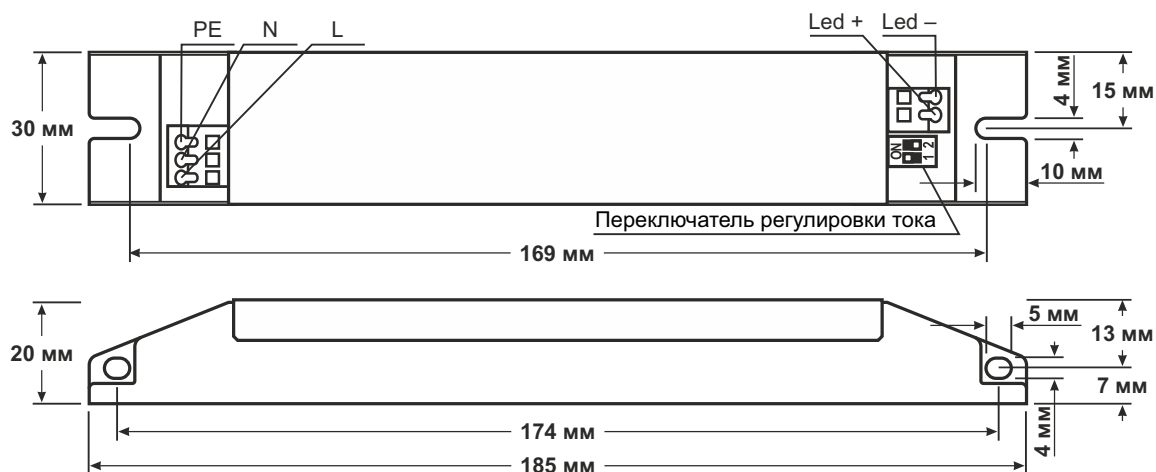 PE N L
Led + Led –
30 мм
4 мм
15 мм
ON
1 2
10 мм
Переключатель регулировки тока
169 мм
20 мм
5 мм
13 мм
7 мм
4 мм
174 мм
185 мм